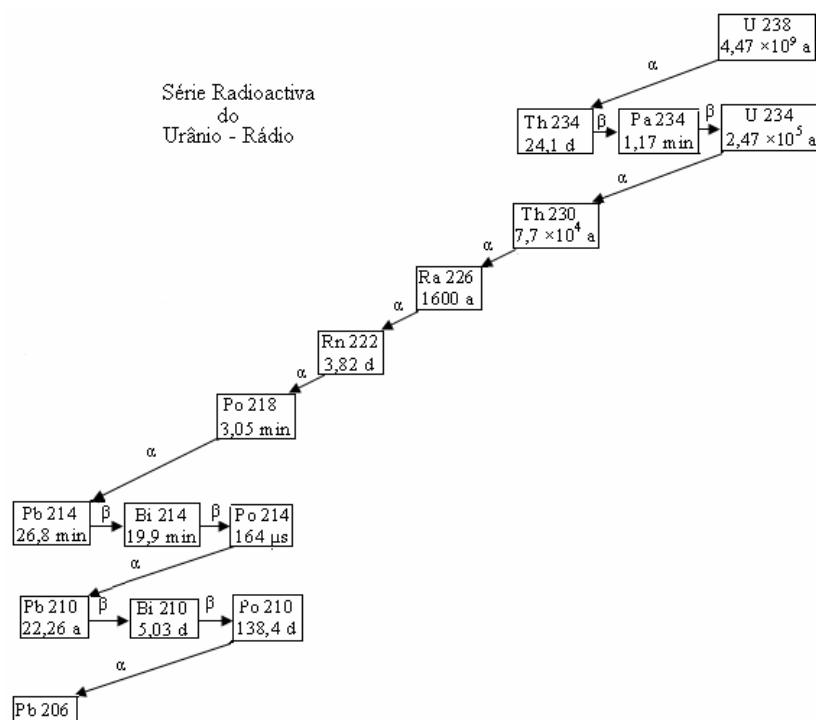 U 238
4,47 ×10⁹ a
α
Série Radioactiva
do
Urânio - Rádio
Th 234
24,1 d
β
Pa 234
1,17 min
β
U 234
2,47 ×10⁵ a
α
Th 230
7,7 ×10⁴ a
α
Ra 226
1600 a
α
Rn 222
3,82 d
α
Po 218
3,05 min
α
Pb 214
26,8 min
β
Bi 214
19,9 min
β
Po 214
164 μs
α
Pb 210
22,26 a
β
Bi 210
5,03 d
β
Po 210
138,4 d
α
Pb 206